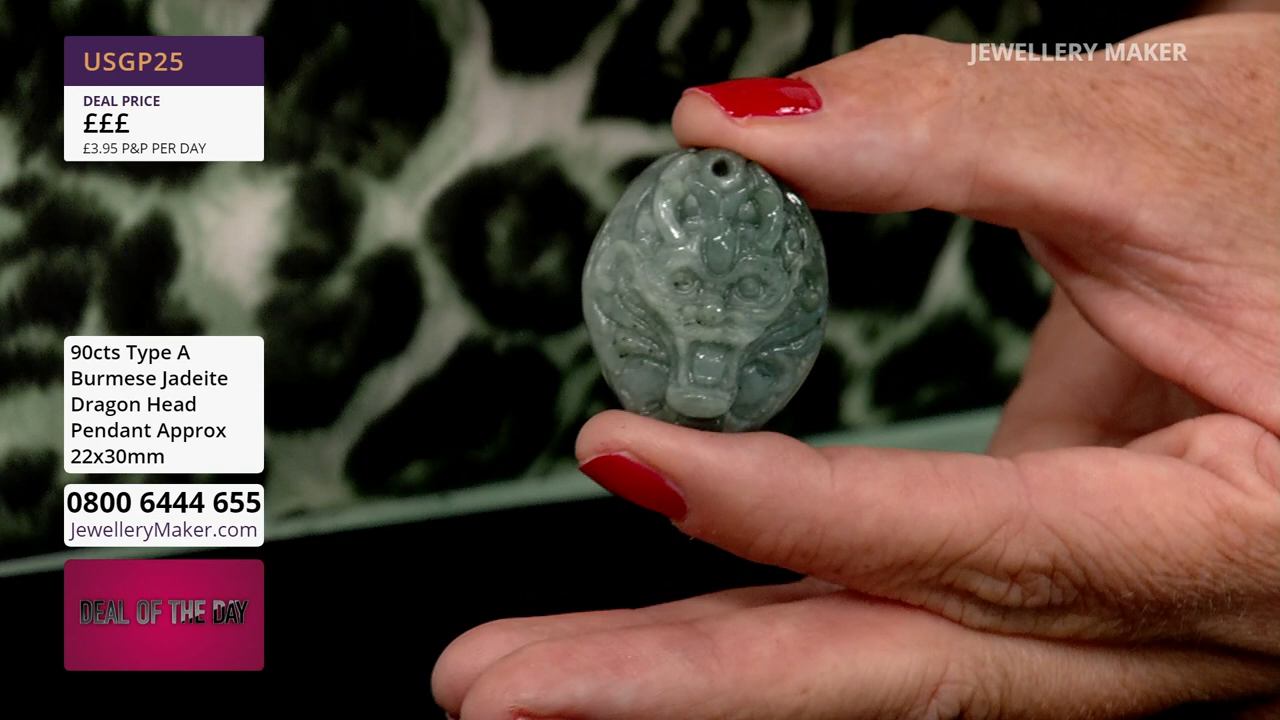 USGP25
DEAL PRICE
£££
£3.95 P&P PER DAY
JEWELLERY MAKER
90cts Type A
Burmese Jadeite
Dragon Head
Pendant Approx
22x30mm
0800 6444 655
JewelleryMaker.com
DEAL OF THE DAY